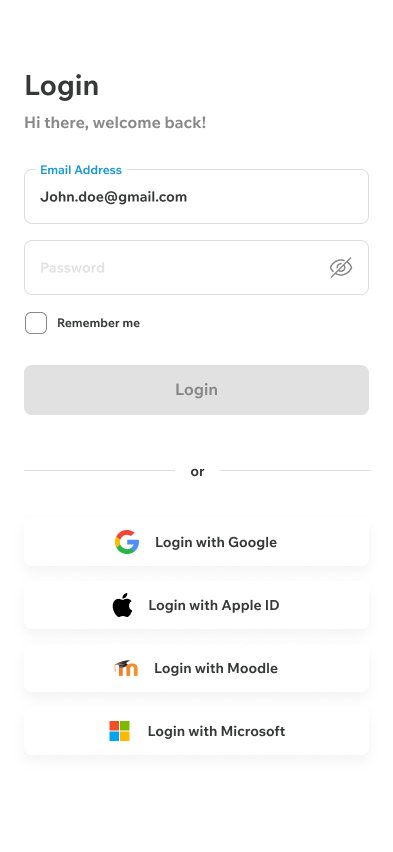 Login
Hi there, welcome back!
Email Address
John.doe@gmail.com
Password
Remember me
Login
or
Login with Google
Login with Apple ID
Login with Moodle
Login with Microsoft